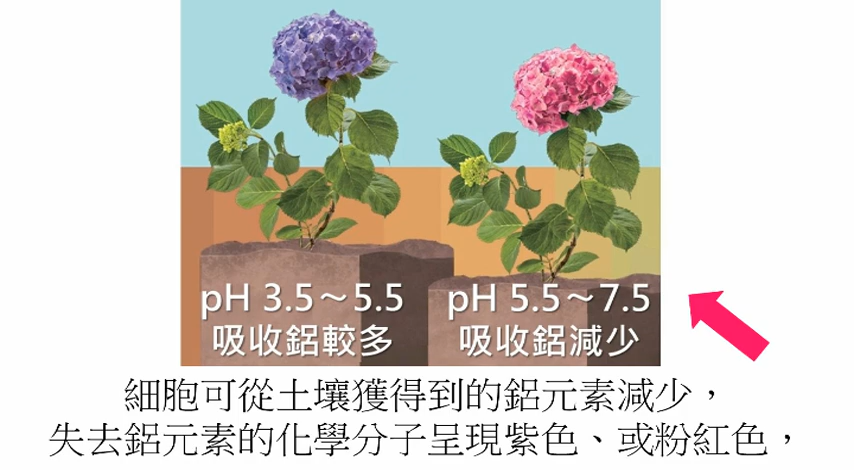 pH 3.5～5.5
吸收鋁較多
pH 5.5～7.5
吸收鋁減少
細胞可從土壤獲得到的鋁元素減少，
失去鋁元素的化學分子呈現紫色、或粉紅色，